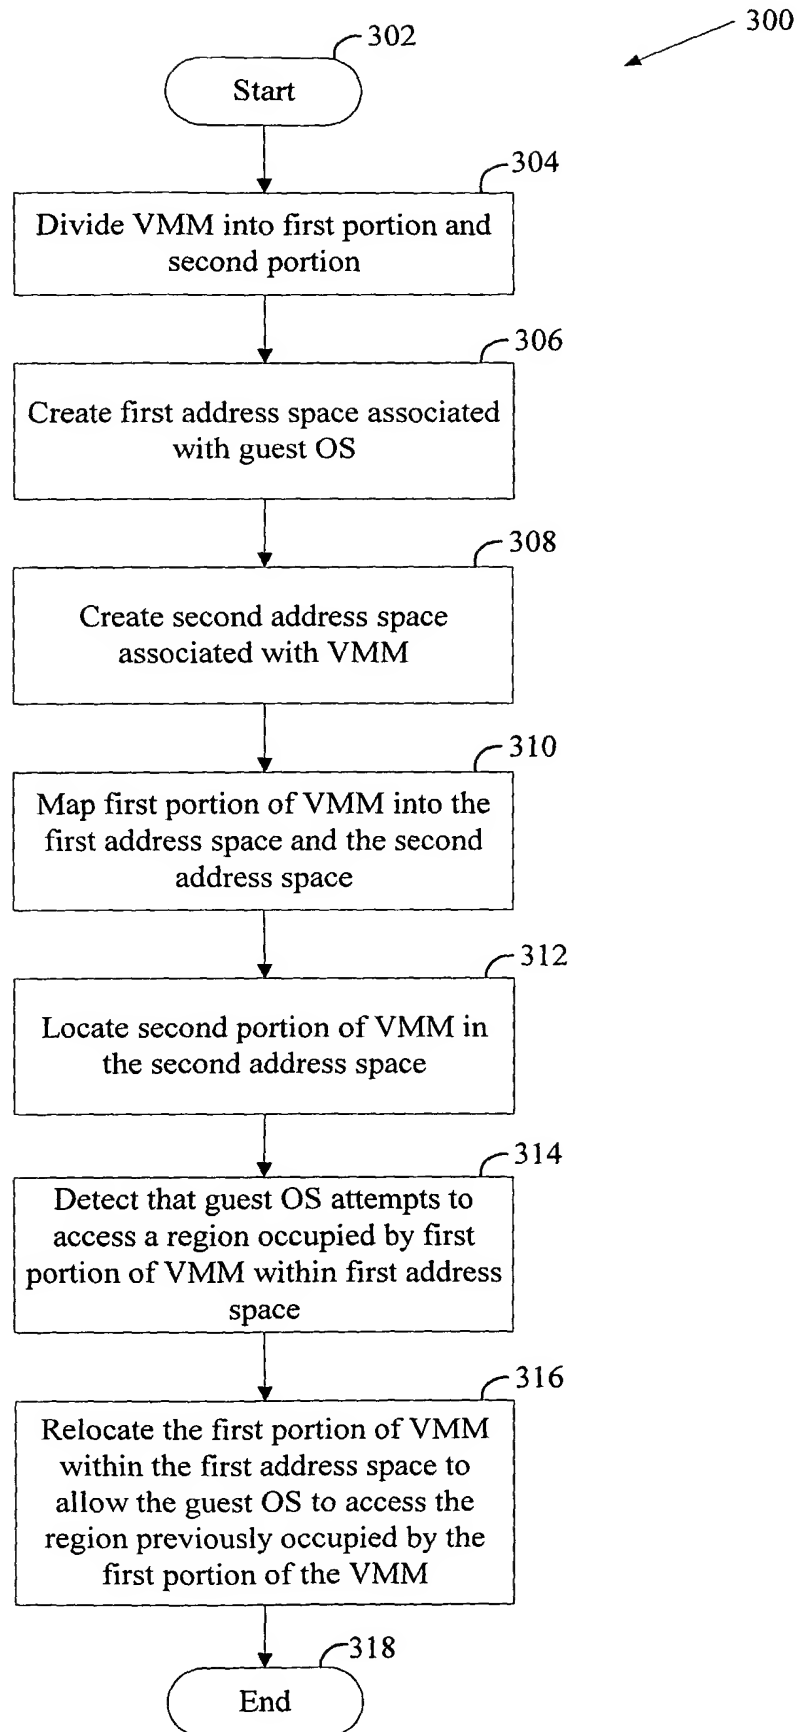 300
302
Start
304
Divide VMM into first portion and
second portion
306
Create first address space associated
with guest OS
308
Create second address space
associated with VMM
310
Map first portion of VMM into the
first address space and the second
address space
312
Locate second portion of VMM in
the second address space
314
Detect that guest OS attempts to
access a region occupied by first
portion of VMM within first address
space
316
Relocate the first portion of VMM
within the first address space to
allow the guest OS to access the
region previously occupied by the
first portion of the VMM
318
End